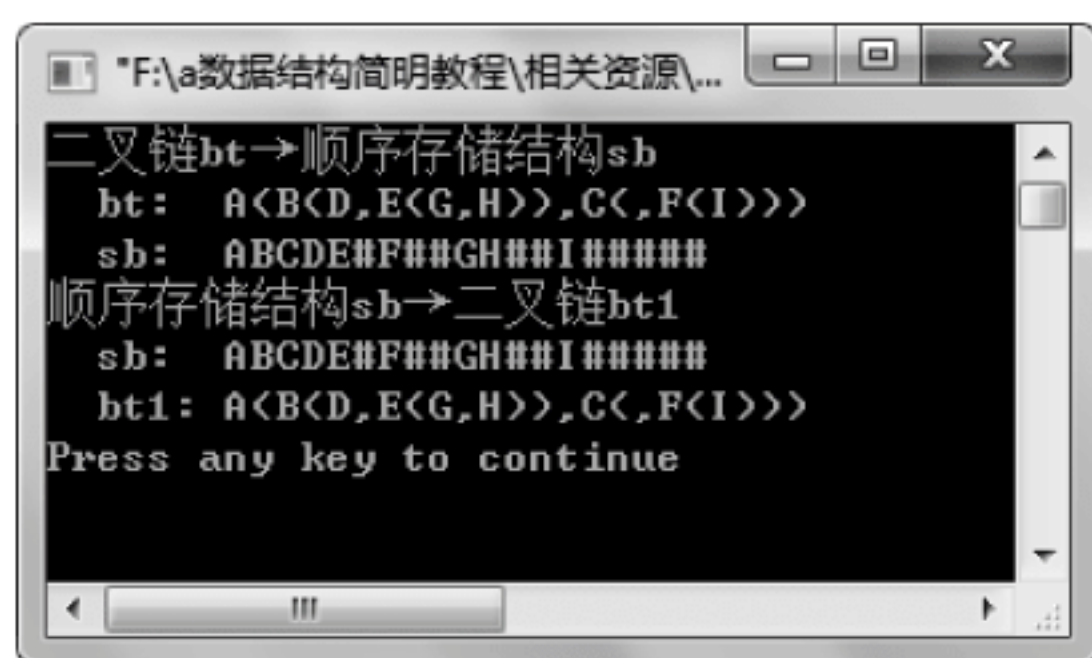 "F:\a数据结构简明教程\相关资源\...
二叉链bt→顺序存储结构sb
bt: A(B(D,E(G,H)),C(,F(I)))
sb: ABCDE#F##GH##I#####
顺序存储结构sb→二叉链bt1
sb: ABCDE#F##GH##I#####
bt1: A(B(D,E(G,H)),C(,F(I)))
Press any key to continue